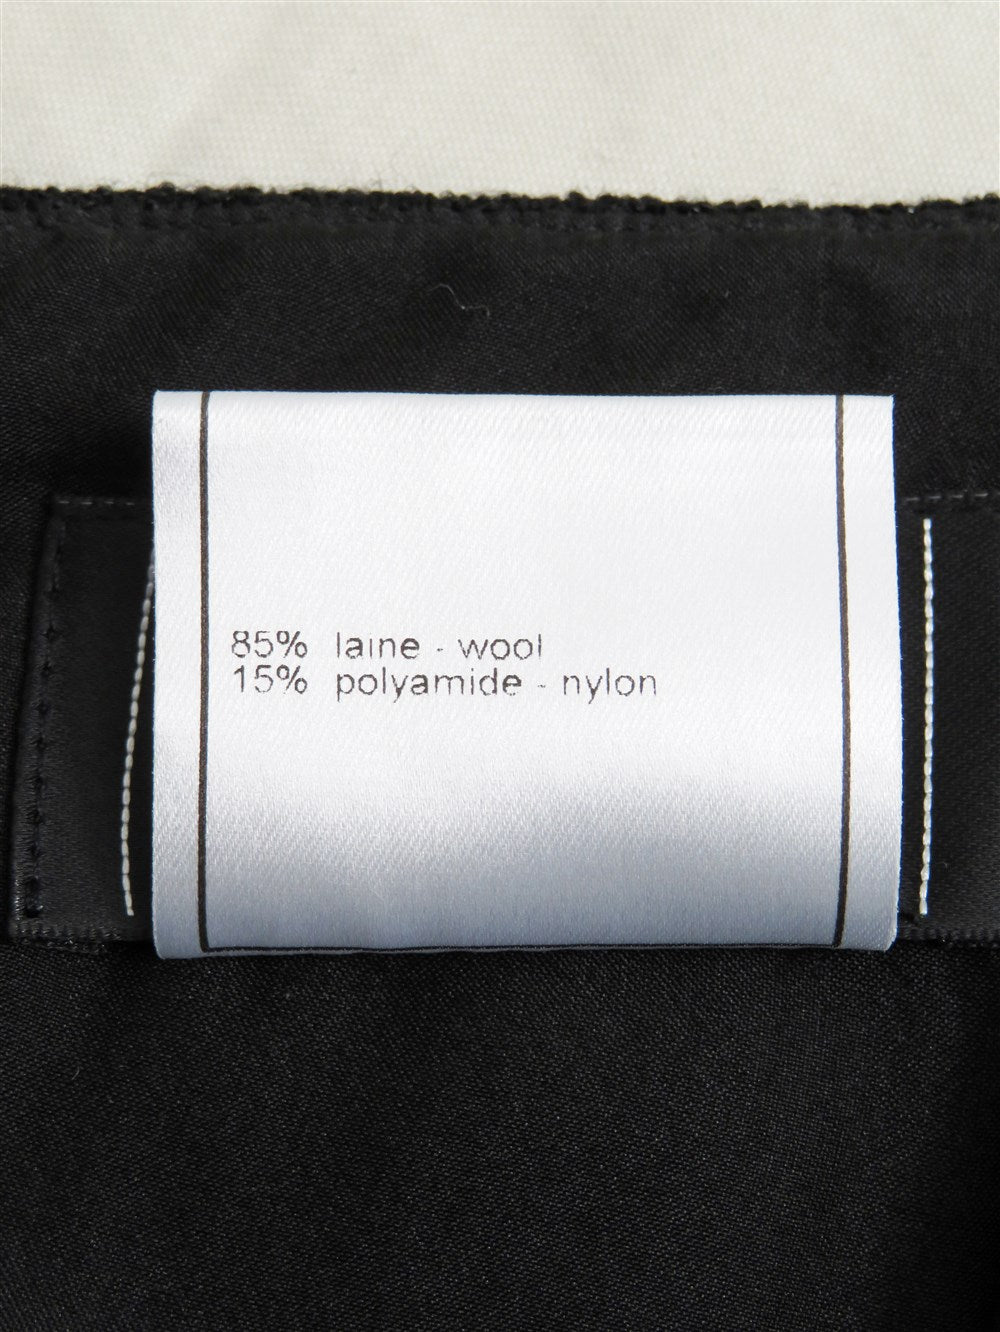 85% laine - wool
15% polyamide - nylon